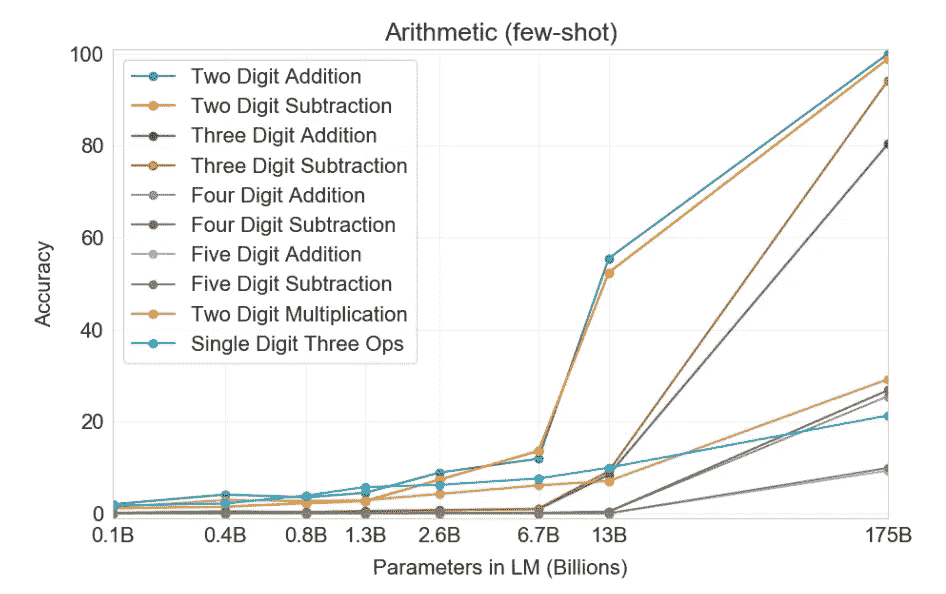 Arithmetic (few-shot)
100
80
60
40
20
0
Accuracy
Two Digit Addition
Two Digit Subtraction
Three Digit Addition
Three Digit Subtraction
Four Digit Addition
Four Digit Subtraction
Five Digit Addition
Five Digit Subtraction
Two Digit Multiplication
Single Digit Three Ops
0.1B 0.4B 0.8B 1.3B 2.6B 6.7B 13B 175B
Parameters in LM (Billions)